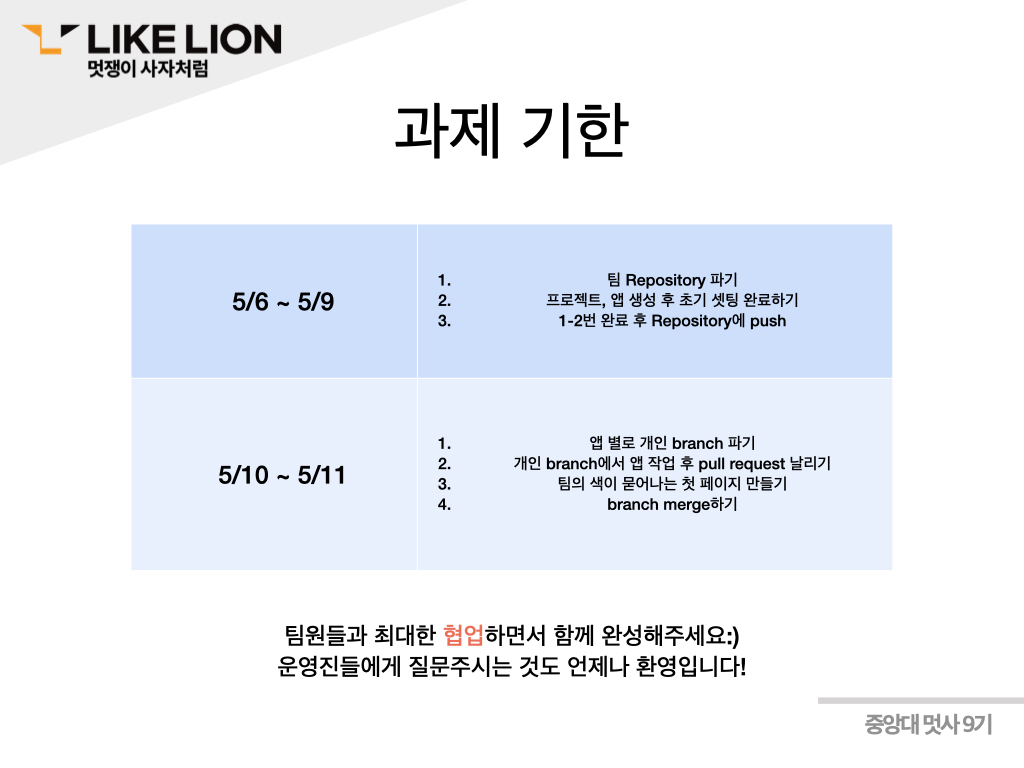 LIKE LION
멋쟁이 사자처럼
과제 기한
5/6 ~ 5/9
1. 팀 Repository 파기
2. 프로젝트, 앱 생성 후 초기 셋팅 완료하기
3. 1-2번 완료 후 Repository에 push
5/10 ~ 5/11
1. 앱 별로 개인 branch 파기
2. 개인 branch에서 앱 작업 후 pull request 날리기
3. 팀의 색이 묻어나는 첫 페이지 만들기
4. branch merge하기
팀원들과 최대한 협업하면서 함께 완성해주세요:)
운영진들에게 질문주시는 것도 언제나 환영입니다!
중앙대 멋사 9기